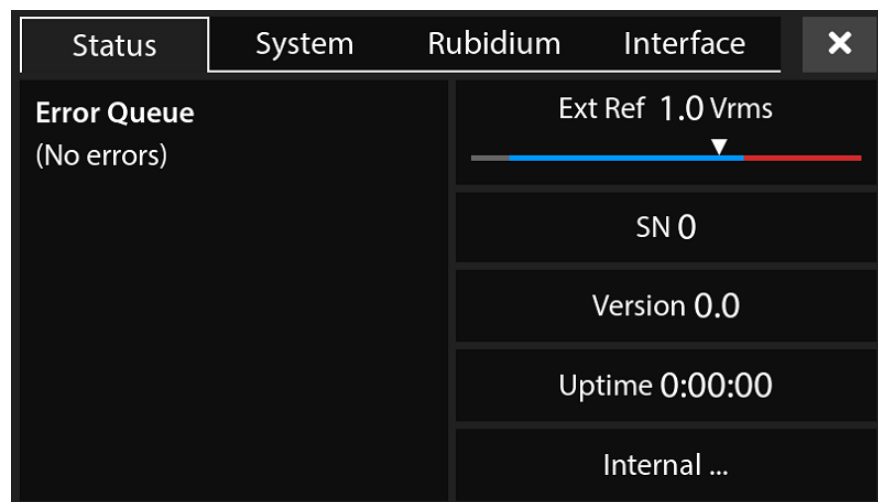 Status System Rubidium Interface
Error Queue
(No errors)
Ext Ref 1.0 Vrms
SN 0
Version 0.0
Uptime 0:00:00
Internal ...